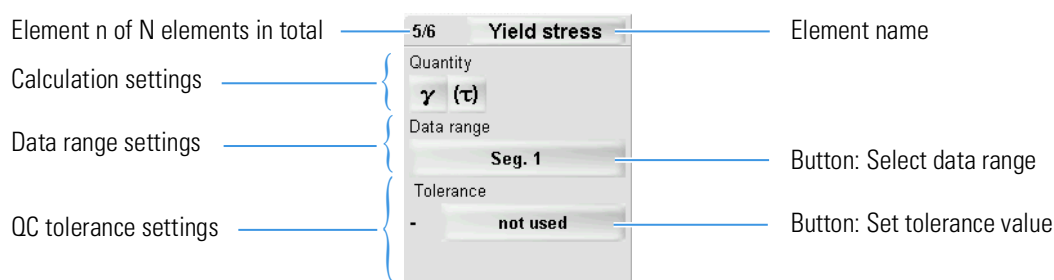 Element n of N elements in total
5/6 Yield stress
Element name
Calculation settings
Quantity
γ (τ)
Data range settings
Data range
Seg. 1
Button: Select data range
QC tolerance settings
Tolerance
- not used
Button: Set tolerance value